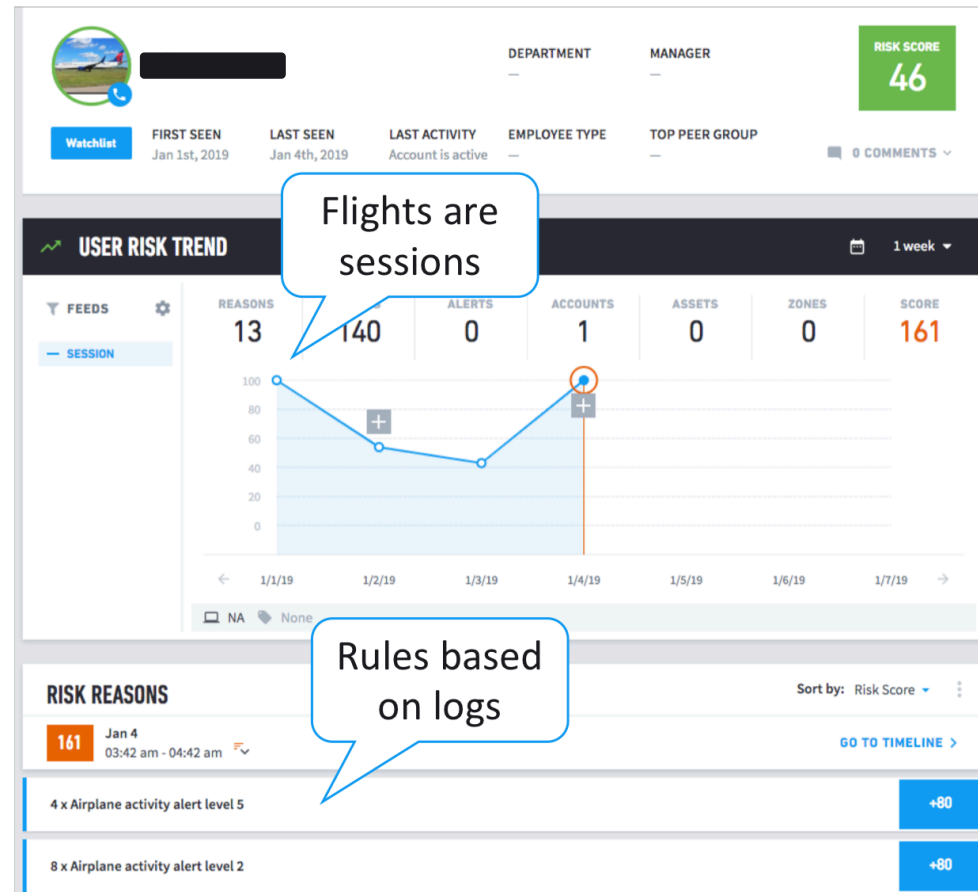 DEPARTMENT
MANAGER
—
—
RISK SCORE
46
Watchlist
FIRST SEEN
Jan 1st, 2019
LAST SEEN
Jan 4th, 2019
LAST ACTIVITY
Account is active
EMPLOYEE TYPE
—
TOP PEER GROUP
—
0 COMMENTS
Flights are
sessions
USER RISK TREND
1 week
FEEDS
SESSION
REASONS
13
140
ALERTS
0
ACCOUNTS
1
ASSETS
0
ZONES
0
SCORE
161
100
80
60
40
20
0
1/1/19
1/2/19
1/3/19
1/4/19
1/5/19
1/6/19
1/7/19
NA
None
Rules based
on logs
RISK REASONS
Sort by: Risk Score
161
Jan 4
03:42 am - 04:42 am
GO TO TIMELINE >
4 x Airplane activity alert level 5
+80
8 x Airplane activity alert level 2
+80